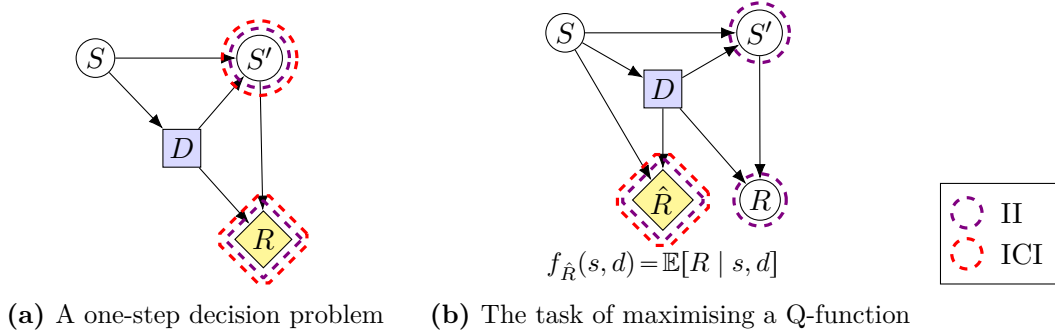 S
S′
D
R
S
S′
D
R̂
R
f_R̂(s, d) = 𝔼[R | s, d]
II
ICI
(a) A one-step decision problem
(b) The task of maximising a Q-function